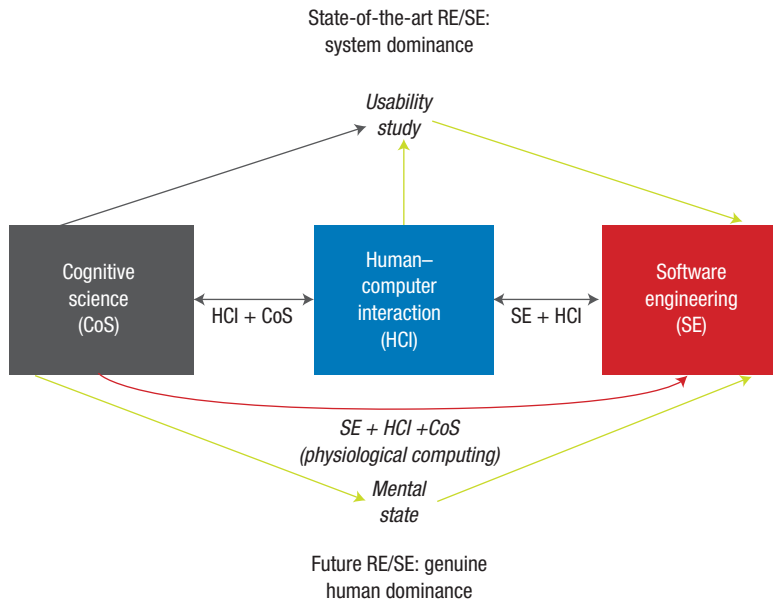 State-of-the-art RE/SE:
system dominance
Usability
study
Cognitive
science
(CoS)
HCI + CoS
Human–
computer
interaction
(HCI)
SE + HCI
Software
engineering
(SE)
SE + HCI +CoS
(physiological computing)
Mental
state
Future RE/SE: genuine
human dominance